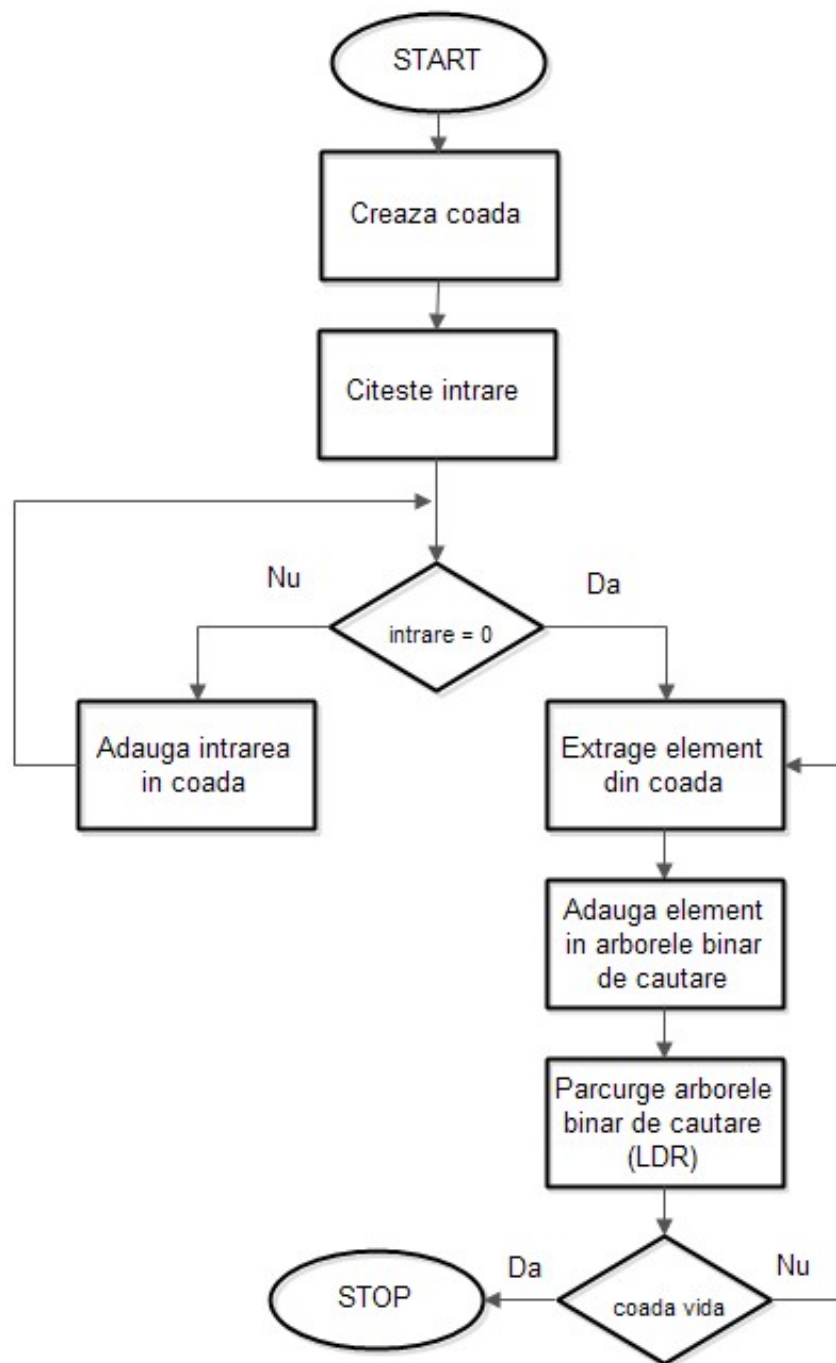 START
Creaza coada
Citeste intrare
Nu
Da
intrare = 0
Adauga intrarea
in coada
Extrage element
din coada
Adauga element
in arborele binar
de cautare
Parcurge arborele
binar de cautare
(LDR)
Da
Nu
STOP
coada vida